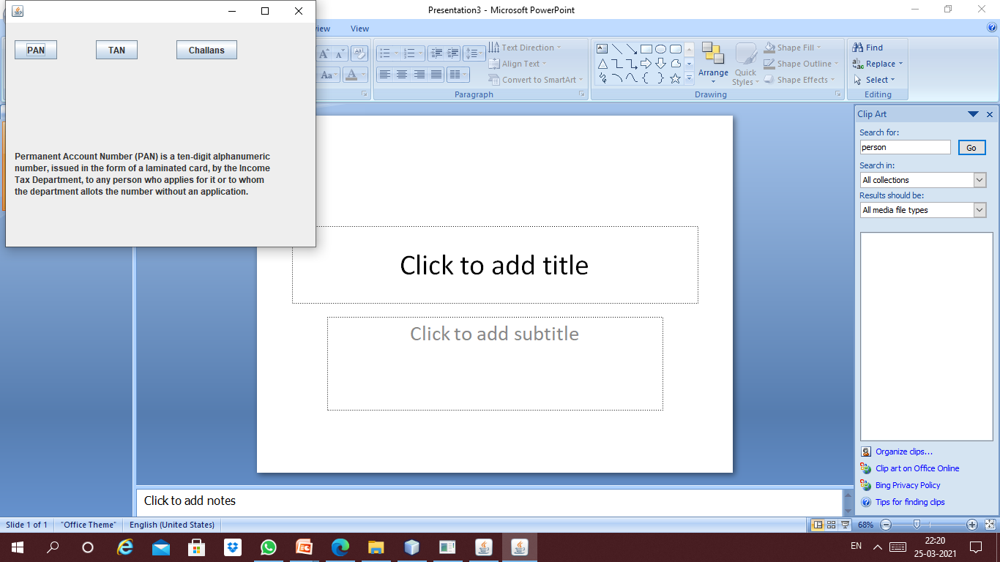 Presentation3 - Microsoft PowerPoint
PAN
TAN
Challans
Permanent Account Number (PAN) is a ten-digit alphanumeric
number, issued in the form of a laminated card, by the Income
Tax Department, to any person who applies for it or to whom
the department allots the number without an application.
View
Text Direction
Align Text
Convert to SmartArt
Paragraph
Arrange
Quick
Styles
Shape Fill
Shape Outline
Shape Effects
Drawing
Find
Replace
Select
Editing
Aa
A
Click to add title
Click to add subtitle
Click to add notes
Clip Art
Search for:
person
Go
Search in:
All collections
Results should be:
All media file types
Organize clips...
Clip art on Office Online
Bing Privacy Policy
Tips for finding clips
Slide 1 of 1
"Office Theme"
English (United States)
68%
EN
22:20
25-03-2021